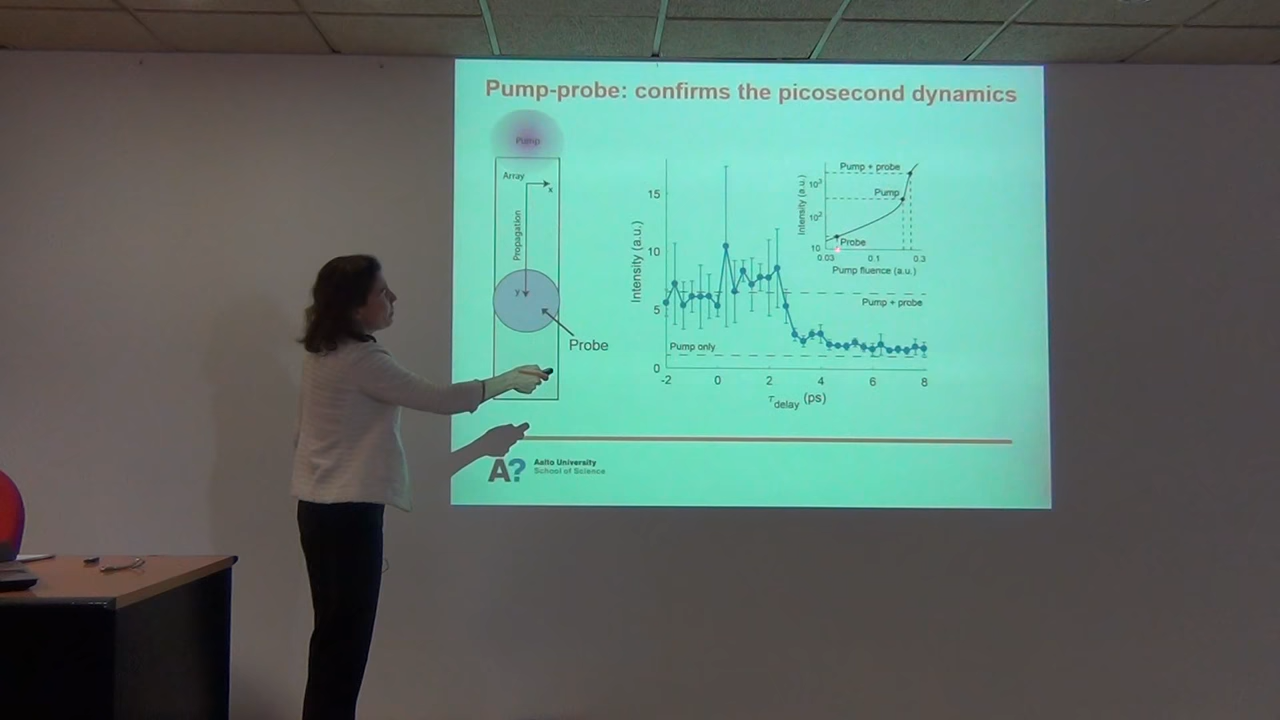 Pump-probe: confirms the picosecond dynamics
Pump
Array
x
Propagation
y
Probe
Intensity (a.u.)
15
10
5
0
Pump only
Pump + probe
-2 0 2 4 6 8
τdelay (ps)
Intensity (a.u.)
10³
10²
10
Pump + probe
Pump
Probe
0.03 0.1 0.3
Pump fluence (a.u.)
A?
Aalto University
School of Science